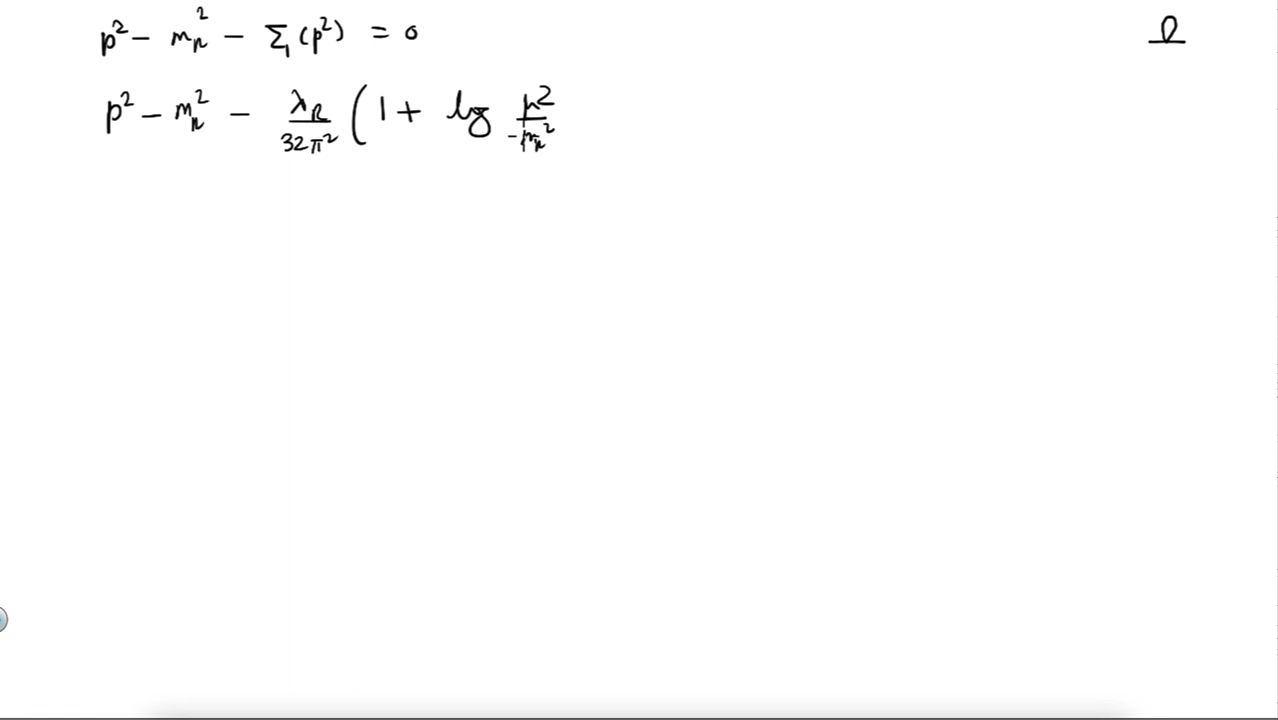 p² − m_R² − Σ₁(p²) = 0
p² − m_R² − λ_R/32π² (1 + log μ²/−m_R²